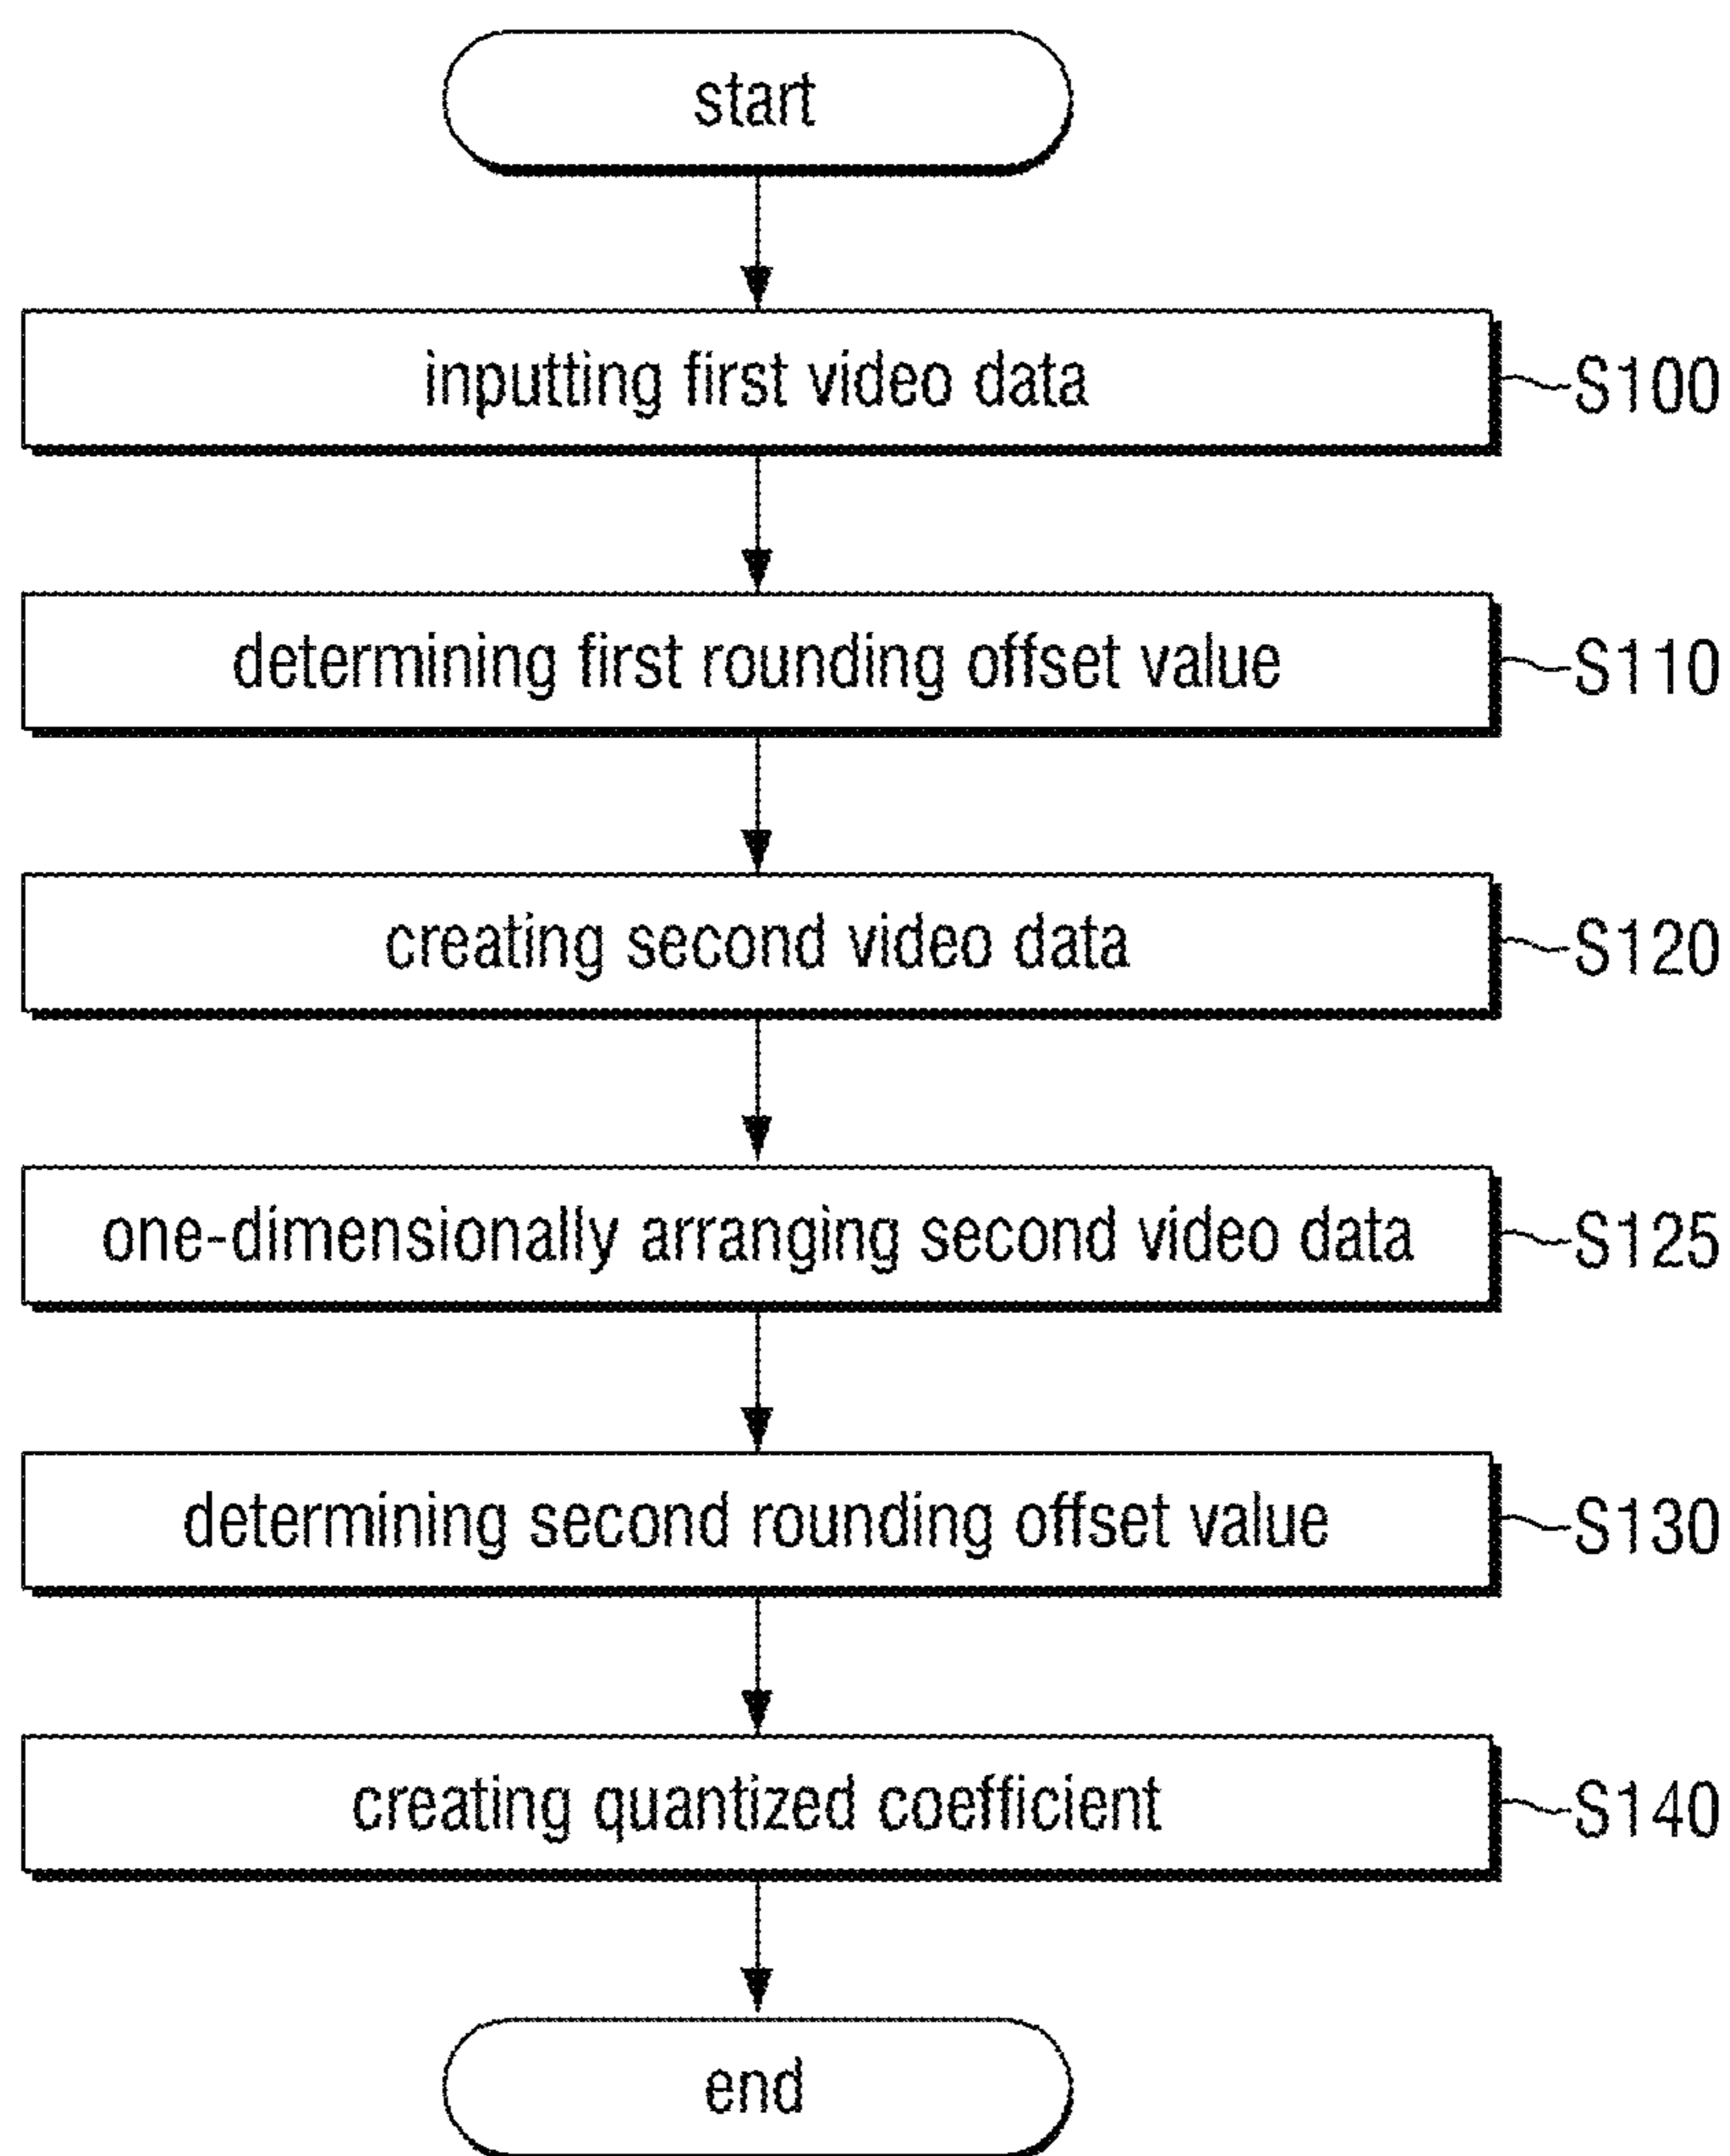 start
inputting first video data
S100
determining first rounding offset value
S110
creating second video data
S120
one-dimensionally arranging second video data
S125
determining second rounding offset value
S130
creating quantized coefficient
S140
end